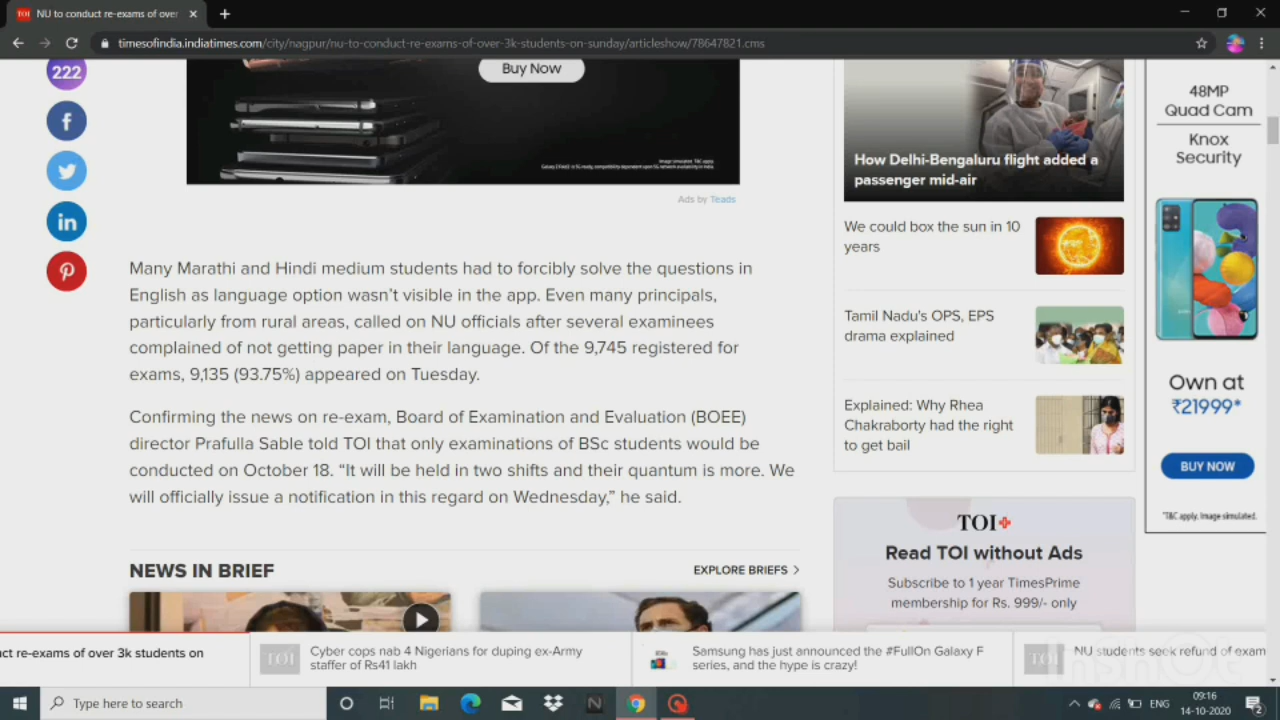 TOI NU to conduct re-exams of over
timesofindia.indiatimes.com/city/nagpur/nu-to-conduct-re-exams-of-over-3k-students-on-sunday/articleshow/78647821.cms
222
Buy Now
Image simulated. T&C apply.
Ads by Teads
Many Marathi and Hindi medium students had to forcibly solve the questions in
English as language option wasn't visible in the app. Even many principals,
particularly from rural areas, called on NU officials after several examinees
complained of not getting paper in their language. Of the 9,745 registered for
exams, 9,135 (93.75%) appeared on Tuesday.
Confirming the news on re-exam, Board of Examination and Evaluation (BOEE)
director Prafulla Sable told TOI that only examinations of BSc students would be
conducted on October 18. “It will be held in two shifts and their quantum is more. We
will officially issue a notification in this regard on Wednesday,” he said.
NEWS IN BRIEF
EXPLORE BRIEFS
How Delhi-Bengaluru flight added a
passenger mid-air
We could box the sun in 10
years
Tamil Nadu's OPS, EPS
drama explained
Explained: Why Rhea
Chakraborty had the right
to get bail
TOI+
Read TOI without Ads
Subscribe to 1 year TimesPrime
membership for Rs. 999/- only
48MP
Quad Cam
Knox
Security
Own at
₹21999*
BUY NOW
*T&C apply. Image simulated.
ct re-exams of over 3k students on
TOI
Cyber cops nab 4 Nigerians for duping ex-Army
staffer of Rs41 lakh
Samsung has just announced the #FullOn Galaxy F
series, and the hype is crazy!
TOI
NU students seek refund of exam
Type here to search
ENG
09:16
14-10-2020
2